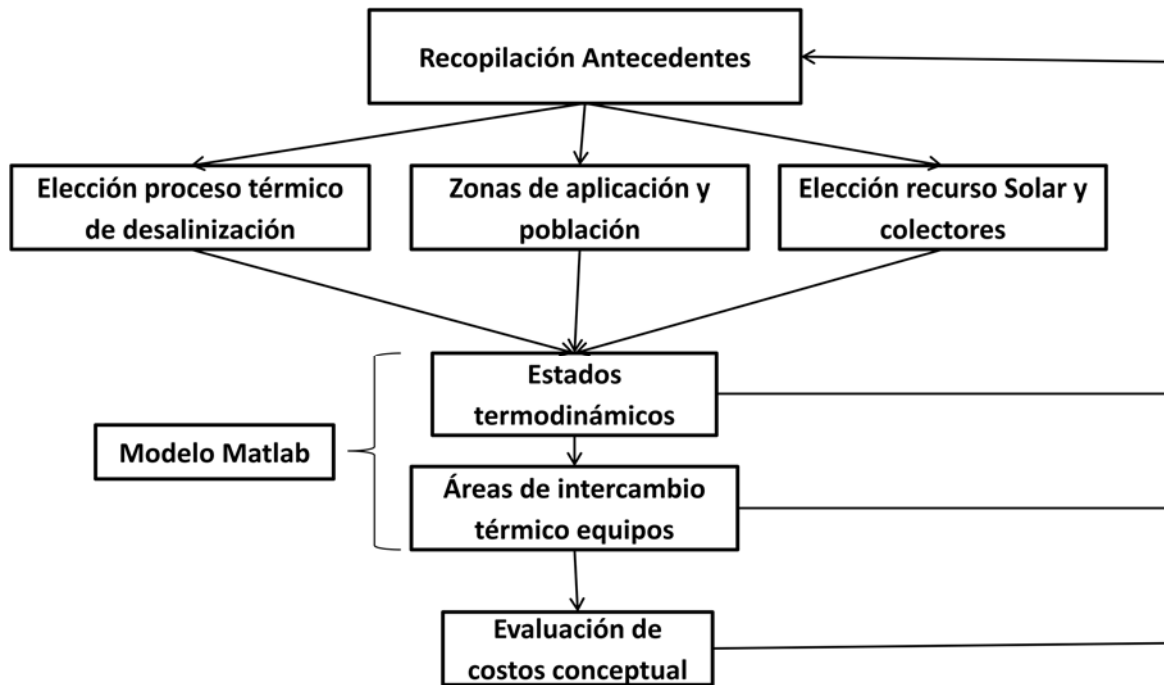 Recopilación Antecedentes
Elección proceso térmico
de desalinización
Zonas de aplicación y
población
Elección recurso Solar y
colectores
Estados
termodinámicos
Modelo Matlab
Áreas de intercambio
térmico equipos
Evaluación de
costos conceptual